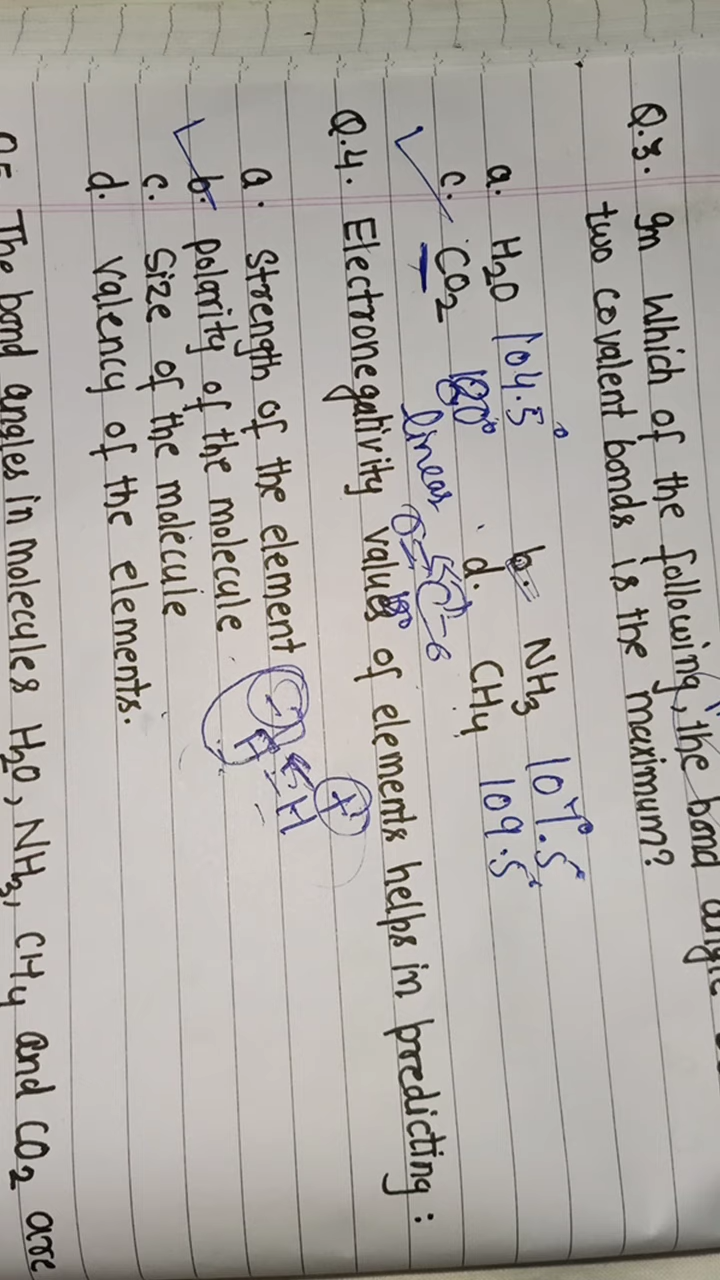 Q.3. In which of the following, the bond angle
two covalent bonds is the maximum?
a. H2O 104.5° b. NH3 107.5°
c. CO2 180° d. CH4 109.5°
linear
Q.4. Electronegativity values of elements helps in predicting:
a. Strength of the element
b. polarity of the molecule
c. Size of the molecule
d. valency of the elements.
The bond angles in molecules H2O, NH3, CH4 and CO2 are